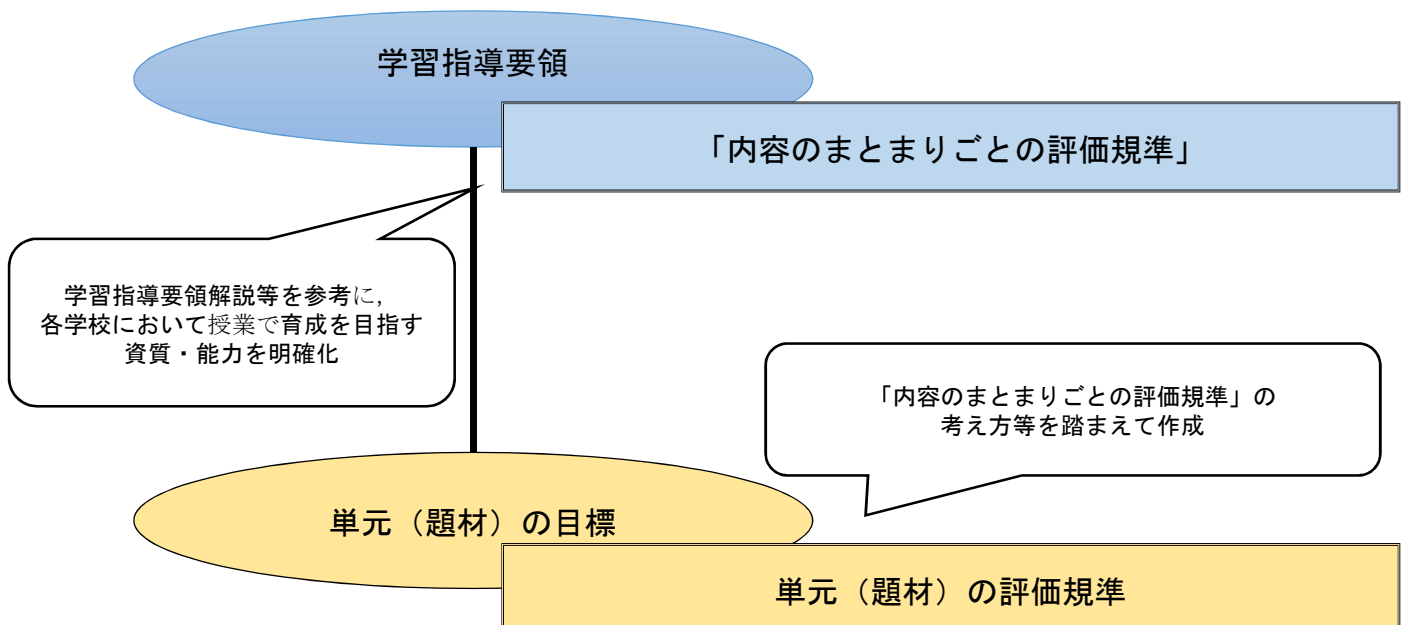 学習指導要領
「内容のまとまりごとの評価規準」
学習指導要領解説等を参考に,
各学校において授業で育成を目指す
資質・能力を明確化
「内容のまとまりごとの評価規準」の
考え方等を踏まえて作成
単元（題材）の目標
単元（題材）の評価規準